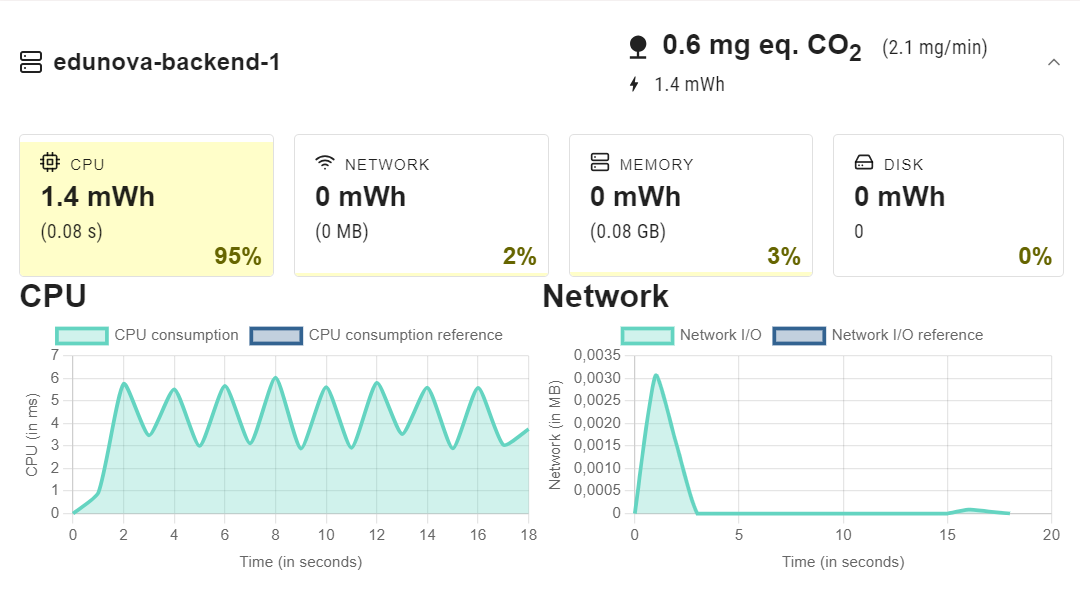 edunova-backend-1
0.6 mg eq. CO2 (2.1 mg/min)
1.4 mWh
CPU
1.4 mWh
(0.08 s)
95%
NETWORK
0 mWh
(0 MB)
2%
MEMORY
0 mWh
(0.08 GB)
3%
DISK
0 mWh
0
0%
CPU
CPU consumption CPU consumption reference
7
6
5
4
3
2
1
0
CPU (in ms)
0 2 4 6 8 10 12 14 16 18
Time (in seconds)
Network
Network I/O Network I/O reference
0,0035
0,0030
0,0025
0,0020
0,0015
0,0010
0,0005
0
Network (in MB)
0 5 10 15 20
Time (in seconds)